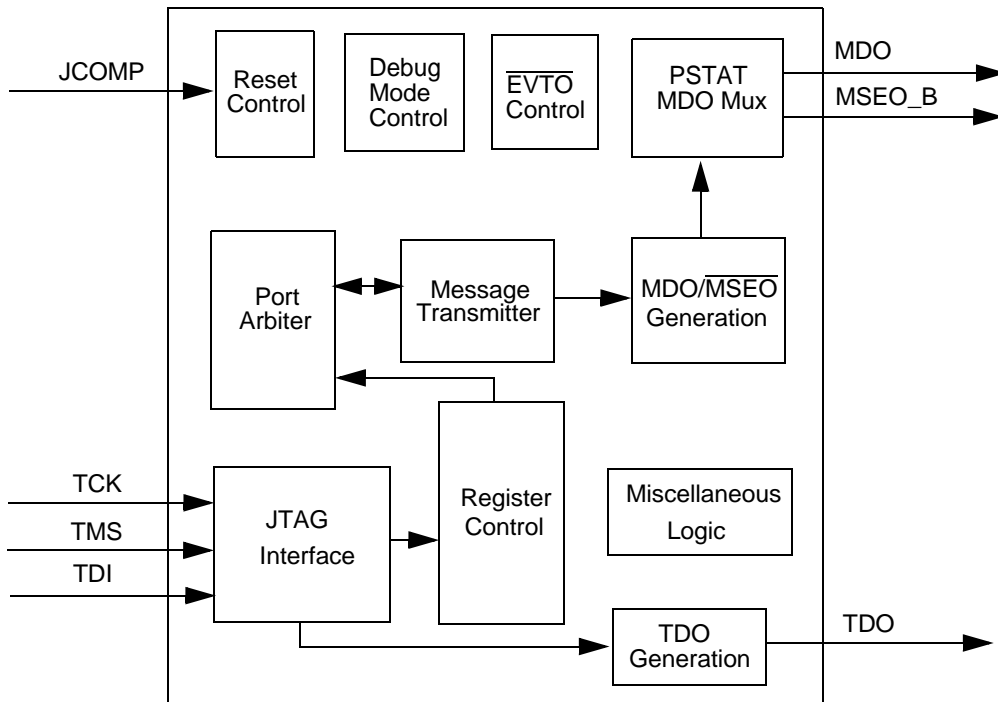 JCOMP
Reset
Control
Debug
Mode
Control
EVTO
Control
PSTAT
MDO Mux
MDO
MSEO_B
Port
Arbiter
Message
Transmitter
MDO/MSEO
Generation
TCK
TMS
TDI
JTAG
Interface
Register
Control
Miscellaneous
Logic
TDO
Generation
TDO